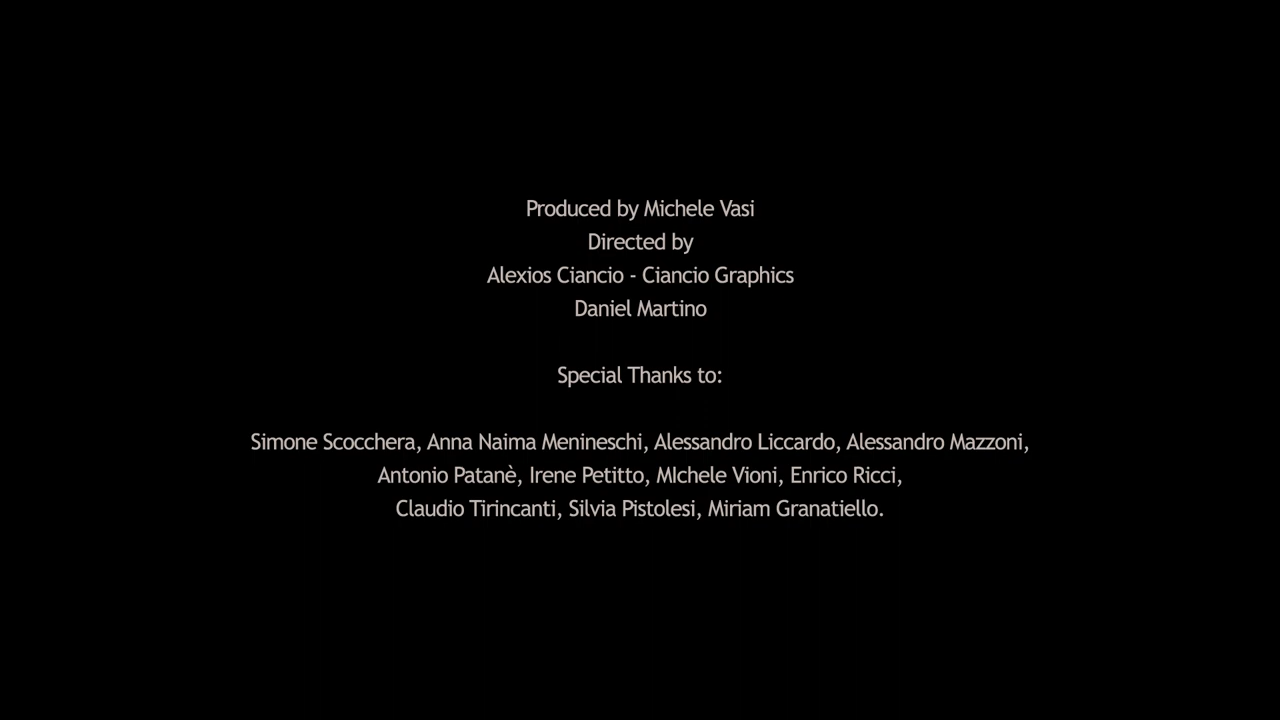 Produced by Michele Vasi
Directed by
Alexios Ciancio - Ciancio Graphics
Daniel Martino
Special Thanks to:
Simone Scocchera, Anna Naima Menineschi, Alessandro Liccardo, Alessandro Mazzoni,
Antonio Patanè, Irene Petitto, MIchele Vioni, Enrico Ricci,
Claudio Tirincanti, Silvia Pistolesi, Miriam Granatiello.